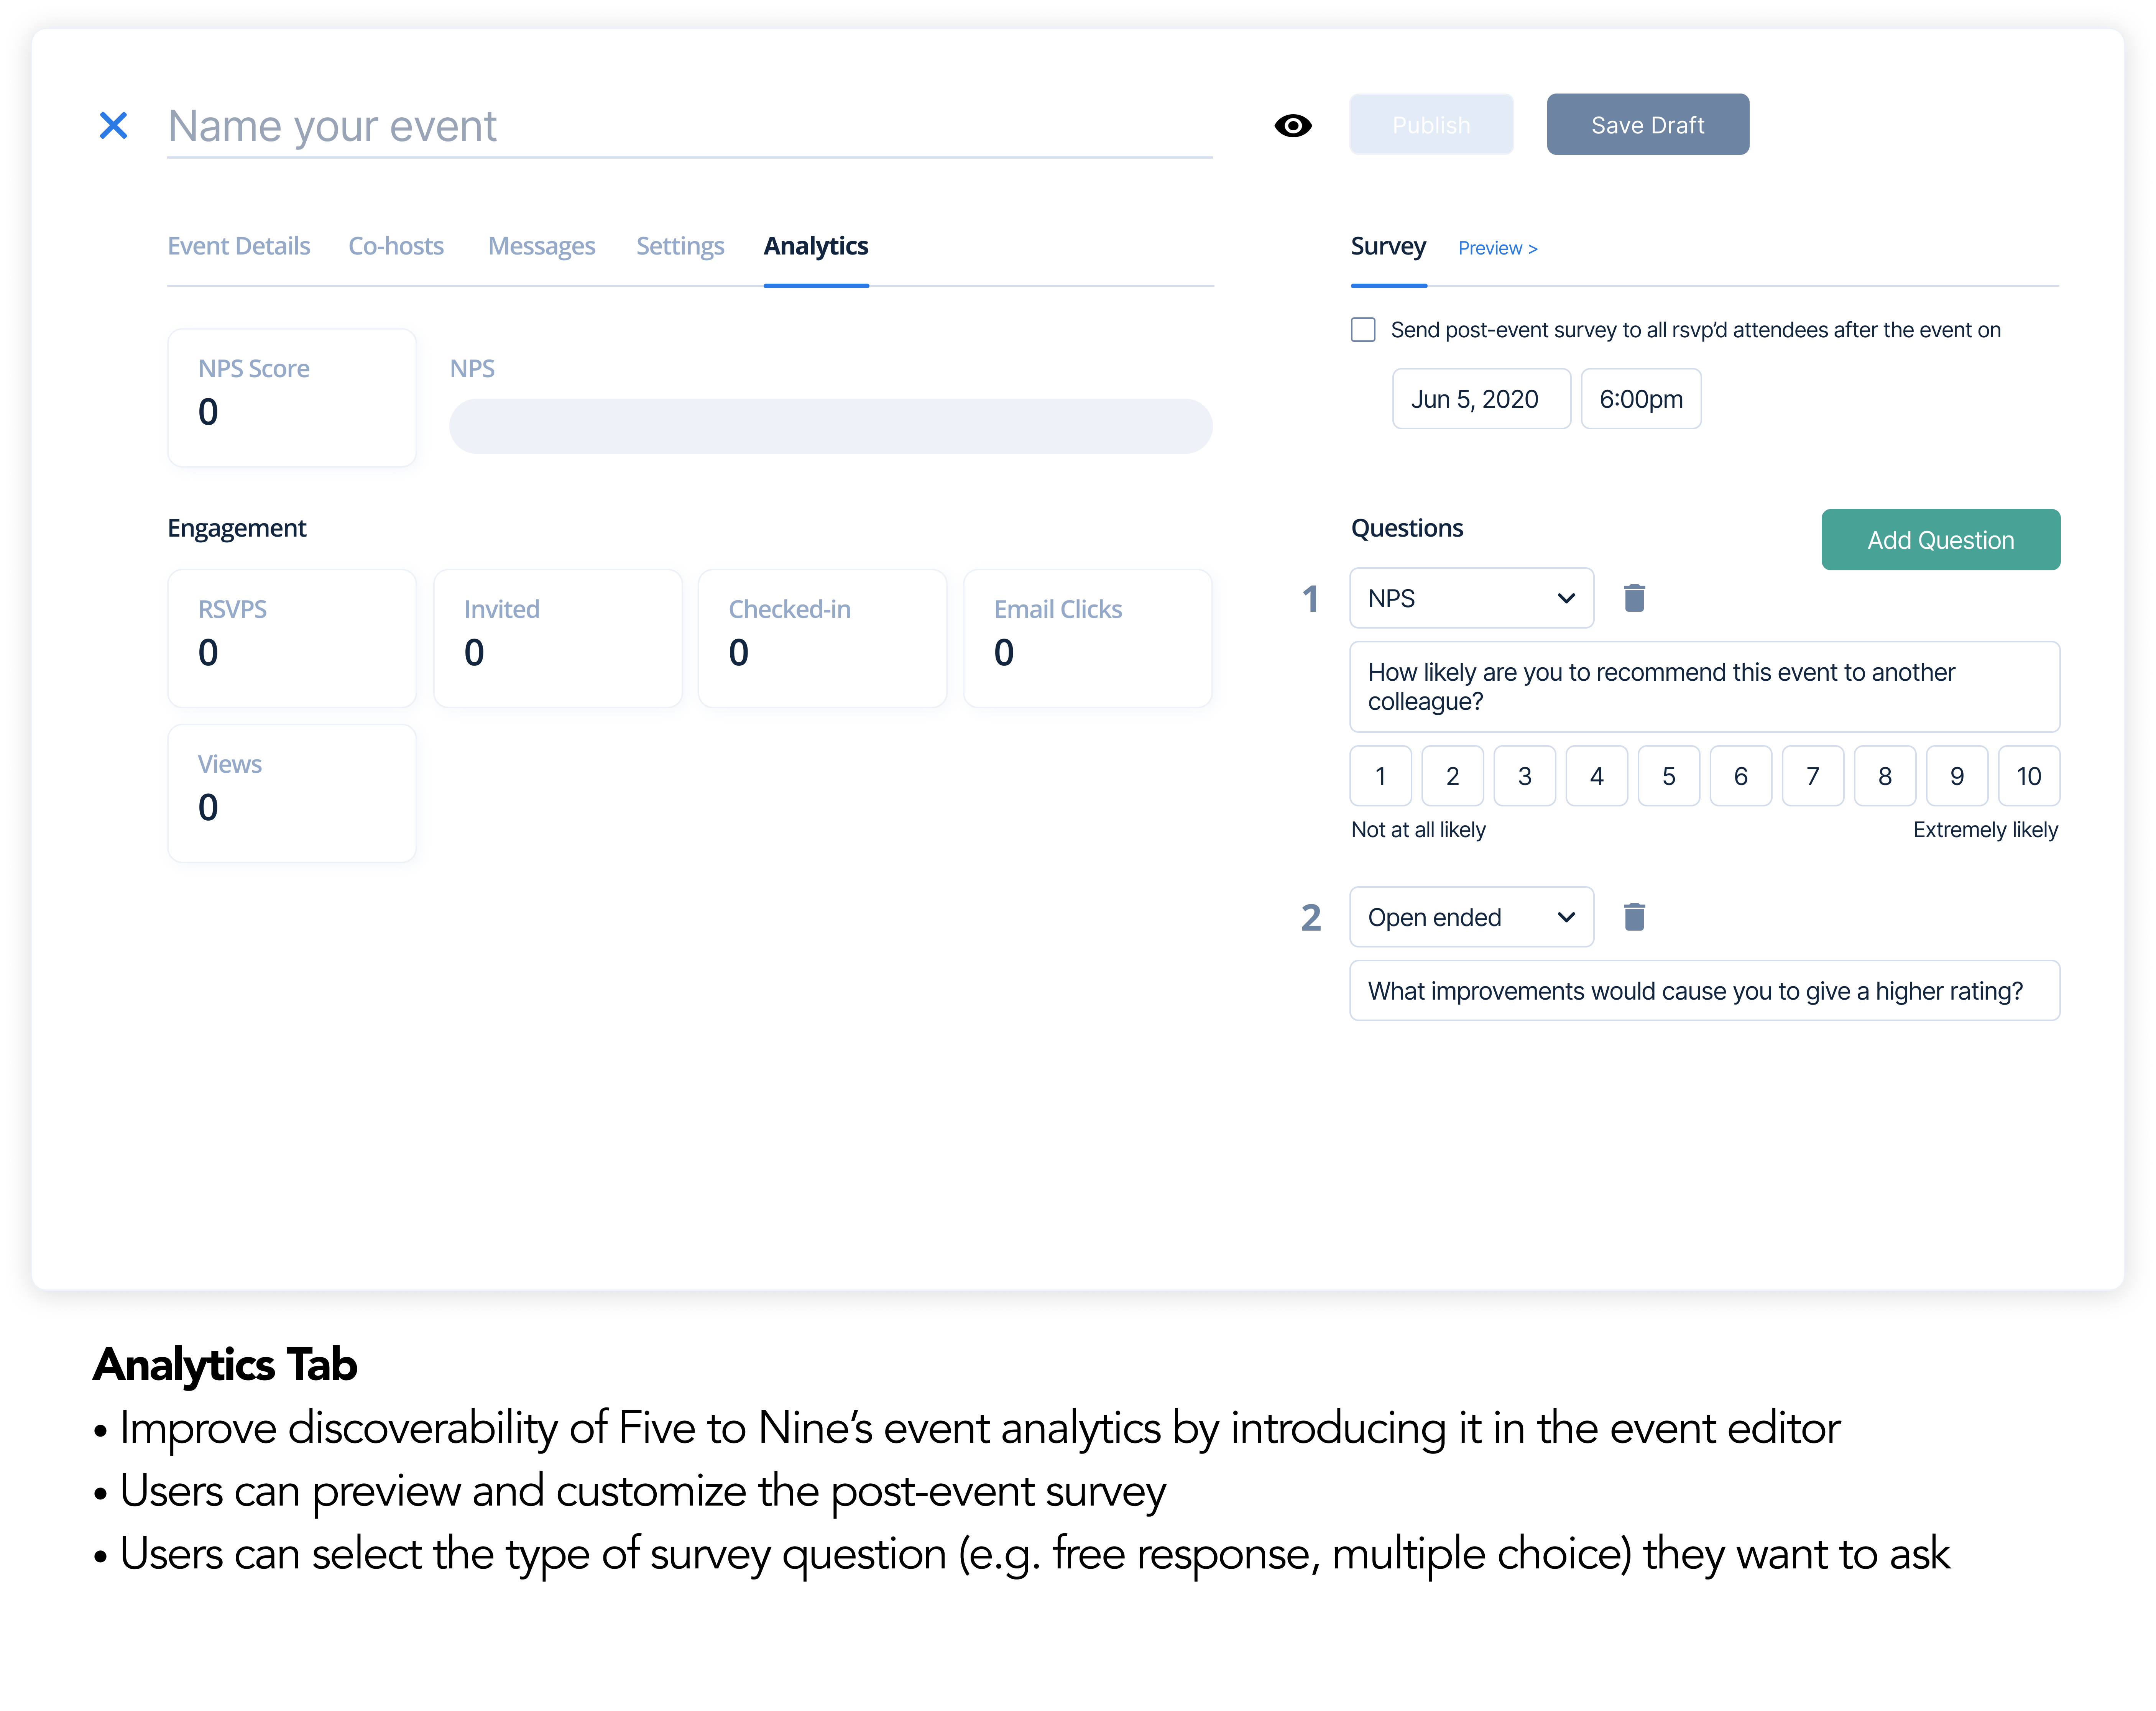 Name your event
Publish
Save Draft
Event Details
Co-hosts
Messages
Settings
Analytics
NPS Score
0
NPS
Engagement
RSVPS
0
Invited
0
Checked-in
0
Email Clicks
0
Views
0
Survey
Preview >
Send post-event survey to all rsvp’d attendees after the event on
Jun 5, 2020
6:00pm
Questions
Add Question
1
NPS
How likely are you to recommend this event to another
colleague?
1
2
3
4
5
6
7
8
9
10
Not at all likely
Extremely likely
2
Open ended
What improvements would cause you to give a higher rating?
Analytics Tab
• Improve discoverability of Five to Nine’s event analytics by introducing it in the event editor
• Users can preview and customize the post-event survey
• Users can select the type of survey question (e.g. free response, multiple choice) they want to ask